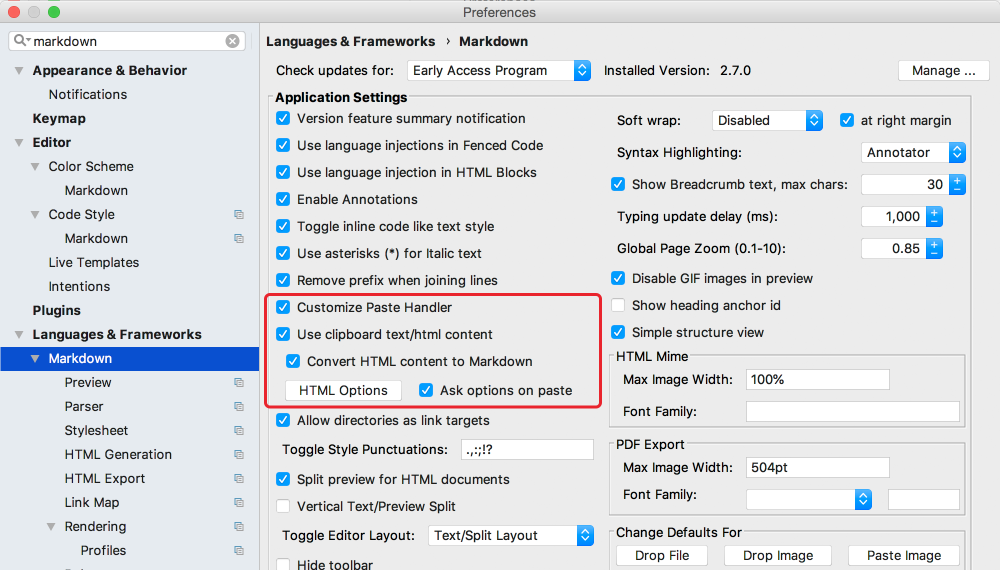 Preferences
markdown
Appearance & Behavior
Notifications
Keymap
Editor
Color Scheme
Markdown
Code Style
Markdown
Live Templates
Intentions
Plugins
Languages & Frameworks
Markdown
Preview
Parser
Stylesheet
HTML Generation
HTML Export
Link Map
Rendering
Profiles
Languages & Frameworks › Markdown
Check updates for: Early Access Program Installed Version: 2.7.0 Manage ...
Application Settings
Version feature summary notification
Use language injections in Fenced Code
Use language injection in HTML Blocks
Enable Annotations
Toggle inline code like text style
Use asterisks (*) for Italic text
Remove prefix when joining lines
Customize Paste Handler
Use clipboard text/html content
Convert HTML content to Markdown
HTML Options Ask options on paste
Allow directories as link targets
Toggle Style Punctuations: .,:;!?
Split preview for HTML documents
Vertical Text/Preview Split
Toggle Editor Layout: Text/Split Layout
Hide toolbar
Soft wrap: Disabled at right margin
Syntax Highlighting: Annotator
Show Breadcrumb text, max chars: 30
Typing update delay (ms): 1,000
Global Page Zoom (0.1-10): 0.85
Disable GIF images in preview
Show heading anchor id
Simple structure view
HTML Mime
Max Image Width: 100%
Font Family:
PDF Export
Max Image Width: 504pt
Font Family:
Change Defaults For
Drop File Drop Image Paste Image